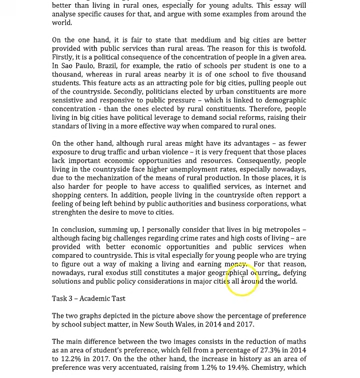 better than living in rural ones, especially for young adults. This essay will
analyse specific causes for that, and argue with some examples from around
the world.
On the one hand, it is fair to state that meddium and big cities are better
provided with public services than rural areas. The reason for this is twofold.
Firstly, it is a political consequence of the concentration of people in a given area.
In Sao Paulo, Brazil, for example, the ratio of schools per student is one to a
thousand, whereas in rural areas nearby it is of one school to five thousand
students. This feature acts as an attracting pole for big cities, pulling people out
of the countryside. Secondly, politicians elected by urban constituents are more
sensistive and responsive to public pressure – which is linked to demographic
concentration - than the ones elected by rural constituents. Therefore, people
living in big cities have political leverage to demand social reforms, raising their
standars of living in a more effective way when compared to rural ones.
On the other hand, although rural areas might have its advantages – as fewer
exposure to drug traffic and urban violence – it is very frequent that those places
lack important economic opportunities and resources. Consequently, people
living in the countryside face higher unemployment rates, especially nowadays,
due to the mechanization of the means of rural production. In those places, it is
also harder for people to have access to qualified services, as internet and
shopping centers. In addition, people living in the countryside often repport a
feeling of being left behind by public authorities and business corporations, what
strenghten the desire to move to cities.
In conclusion, summing up, I personally consider that lives in big metropoles –
although facing big challenges regarding crime rates and high costs of living – are
provided with better economic opportunities and public services when
compared to countryside. This is vital especially for young people who are trying
to figure out a way of making a living and earning money. For that reason,
nowadays, rural exodus still constitutes a major geographical ocurring,, defying
solutions and public policy considerations in major cities all around the world.
Task 3 – Academic Tast
The two graphs depicted in the picture above show the percentage of preference
by school subject matter, in New South Wales, in 2014 and 2017.
The main difference between the two images consists in the reduction of maths
as an area of student's preference, which fell from a percentage of 27.3% in 2014
to 12.2% in 2017. On the the other hand, the increase in history as an area of
preference was very accentuated, raising from 1.2% to 19.4%. Chemistry, which